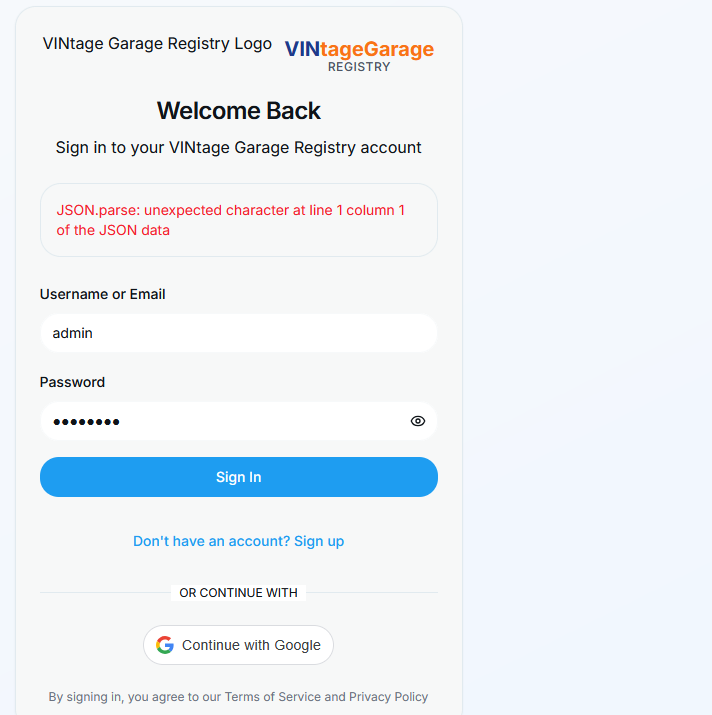 VINtage Garage Registry Logo
VINtageGarage
REGISTRY
Welcome Back
Sign in to your VINtage Garage Registry account
JSON.parse: unexpected character at line 1 column 1
of the JSON data
Username or Email
admin
Password
Sign In
Don't have an account? Sign up
OR CONTINUE WITH
Continue with Google
By signing in, you agree to our Terms of Service and Privacy Policy